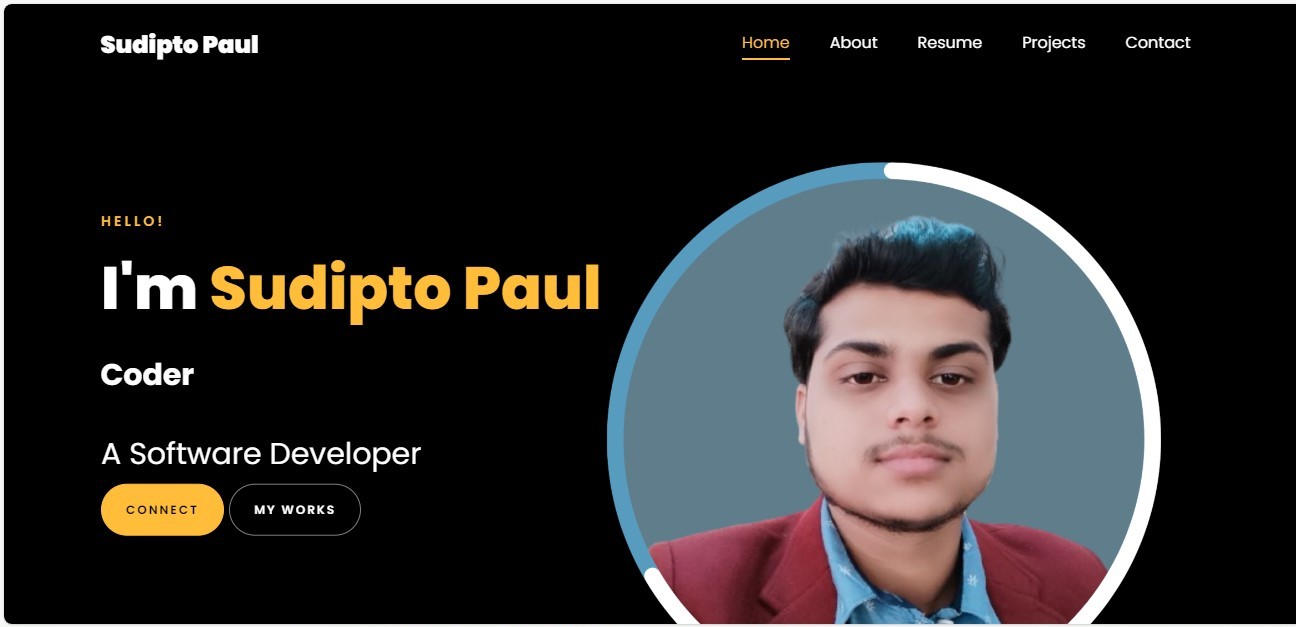 Sudipto Paul
Home About Resume Projects Contact
HELLO!
I'm Sudipto Paul
Coder
A Software Developer
CONNECT MY WORKS